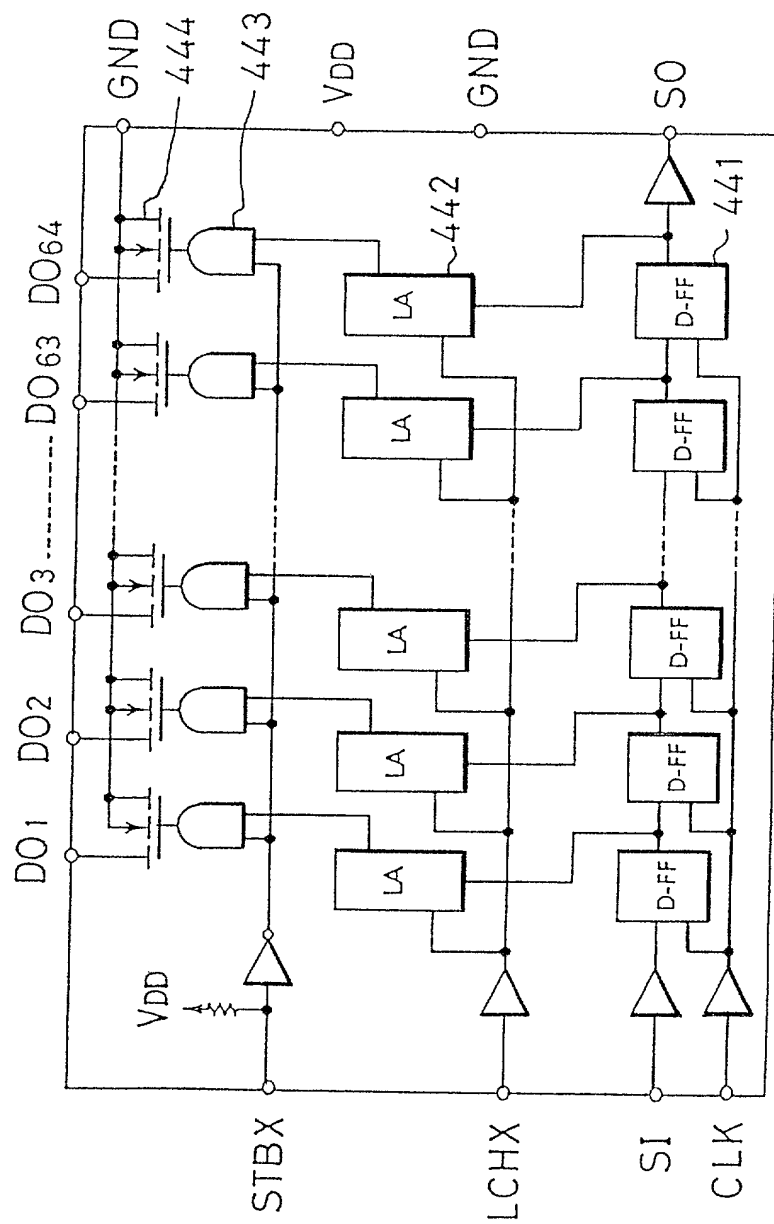 DO1 DO2 DO3 -------- DO63 DO64
GND
444
443
VDD
VDD
GND
SO
STBX
LCHX
SI
CLK
LA LA LA LA LA
442
D-FF D-FF D-FF D-FF D-FF
441